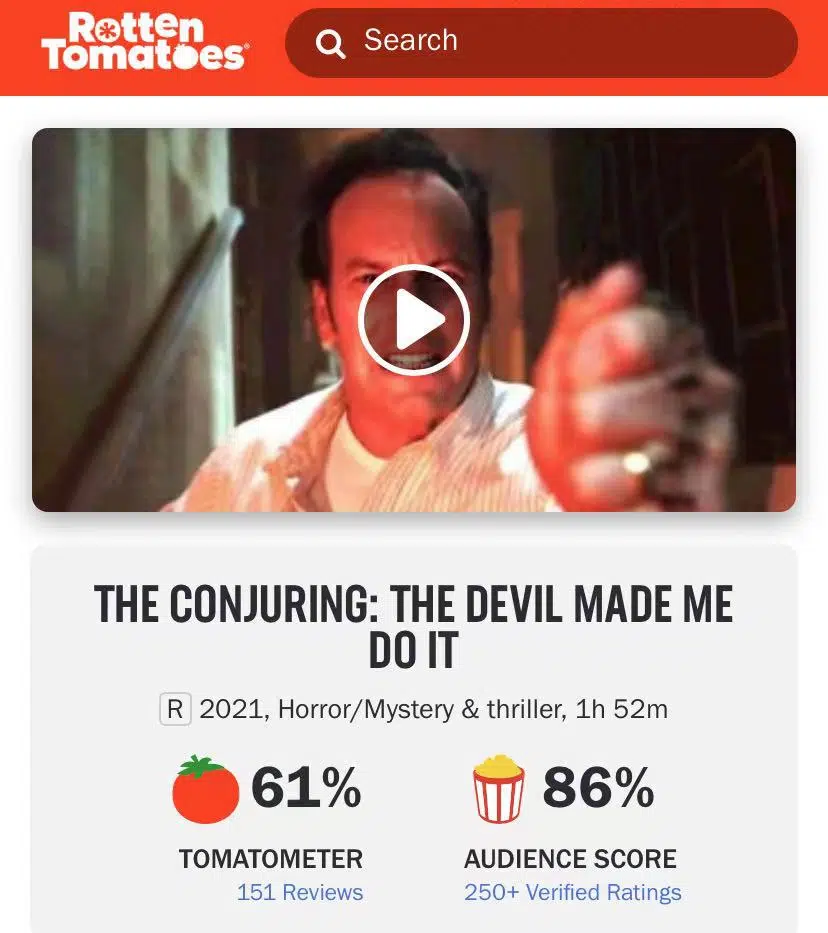 Rotten
Tomatoes
Search
THE CONJURING: THE DEVIL MADE ME
DO IT
R 2021, Horror/Mystery & thriller, 1h 52m
61% 86%
TOMATOMETER AUDIENCE SCORE
151 Reviews 250+ Verified Ratings